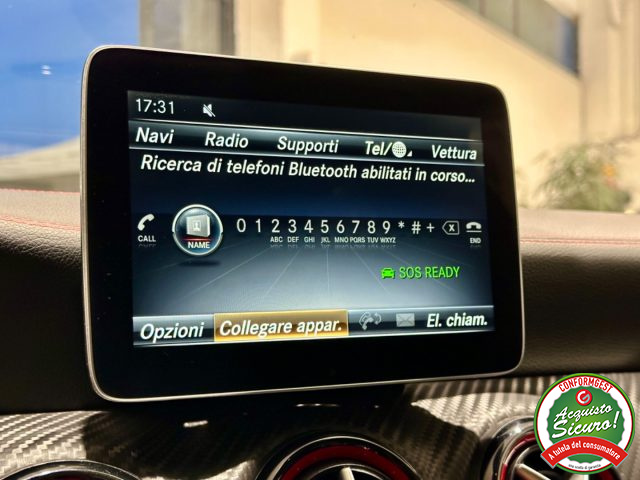 17:31
Navi Radio Supporti Tel/ Vettura
Ricerca di telefoni Bluetooth abilitati in corso...
CALL NAME 0 1 2 3 4 5 6 7 8 9 * # + END
ABC DEF GHI JKL MNO PQRS TUV WXYZ
SOS READY
Opzioni Collegare appar. El. chiam.
CONFORMGEST
Acquisto
Sicuro!
a tutela del consumatore